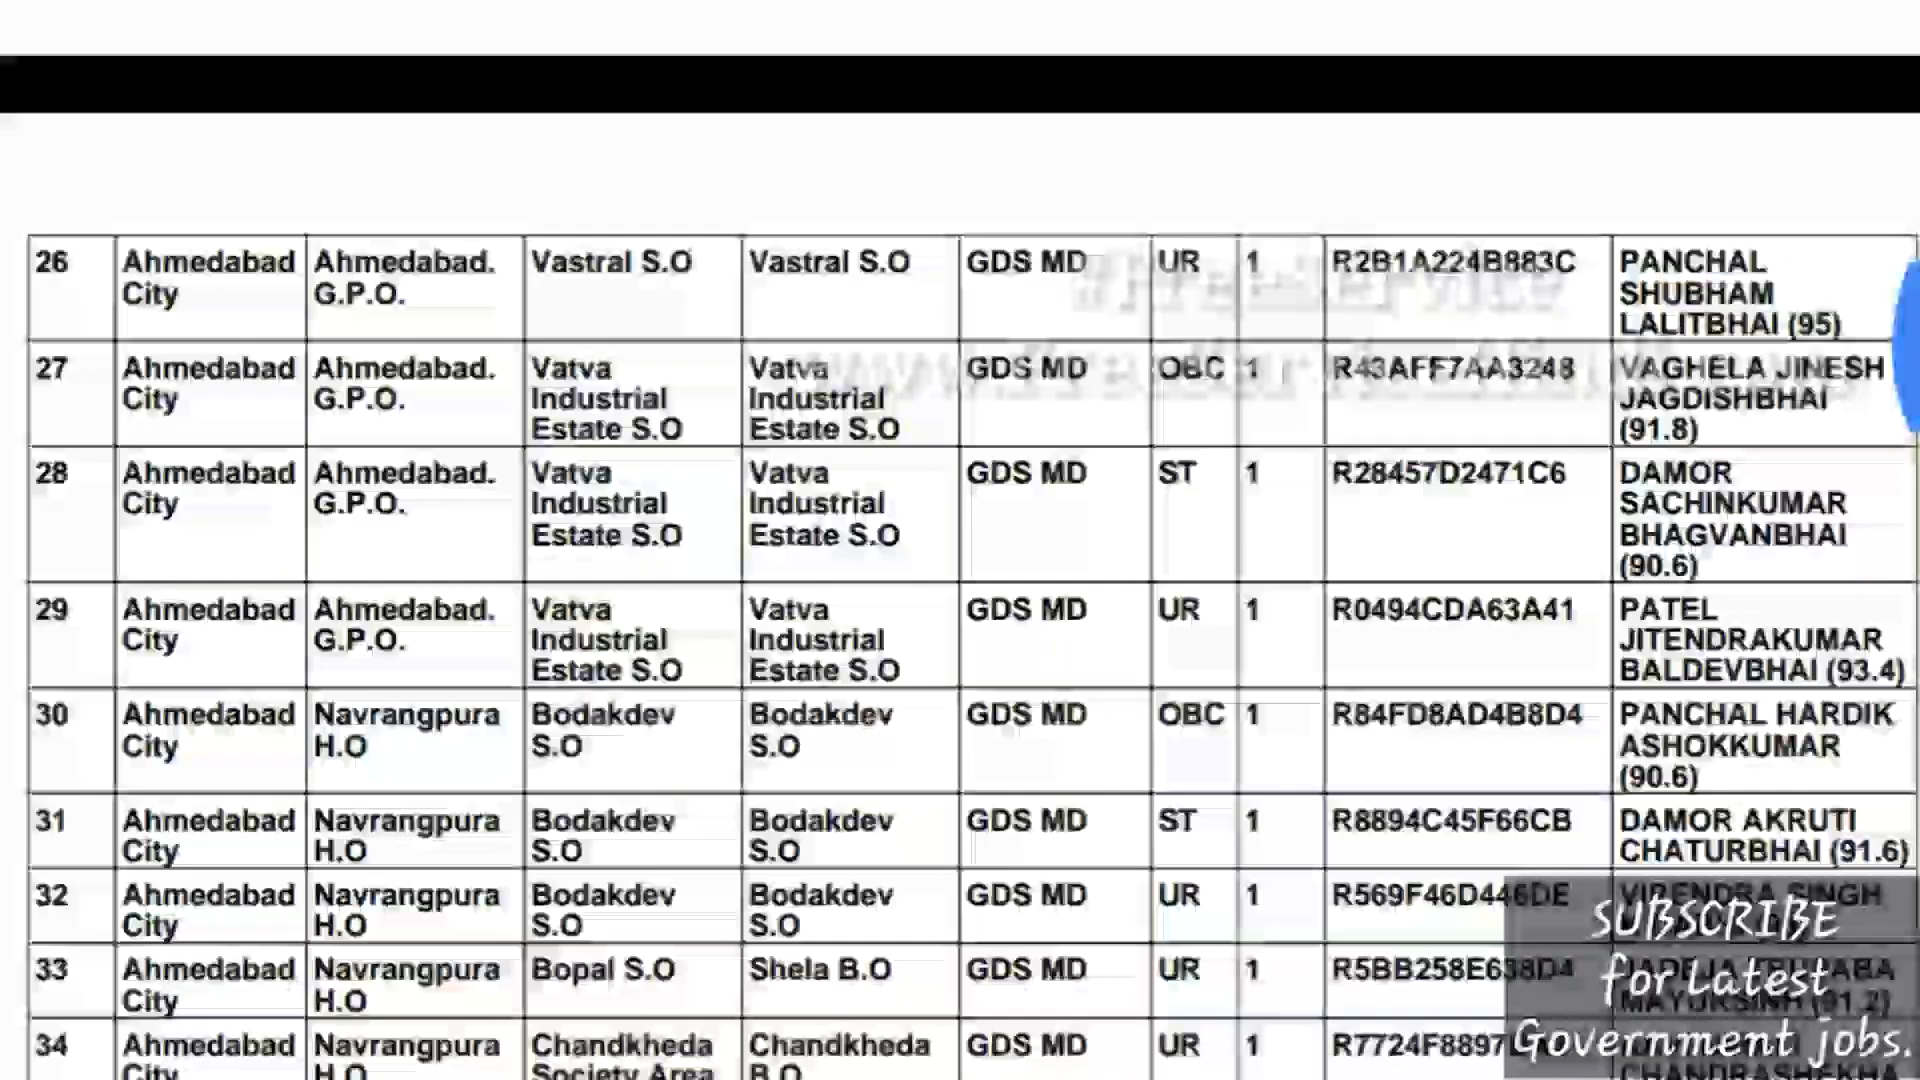 26 Ahmedabad Ahmedabad. Vastral S.O Vastral S.O GDS MD UR 1 R2B1A224B883C PANCHAL
City G.P.O. SHUBHAM
LALITBHAI (95)
27 Ahmedabad Ahmedabad. Vatva Vatva GDS MD OBC 1 R43AFF7AA3248 VAGHELA JINESH
City G.P.O. Industrial Industrial JAGDISHBHAI
Estate S.O Estate S.O (91.8)
28 Ahmedabad Ahmedabad. Vatva Vatva GDS MD ST 1 R28457D2471C6 DAMOR
City G.P.O. Industrial Industrial SACHINKUMAR
Estate S.O Estate S.O BHAGVANBHAI
(90.6)
29 Ahmedabad Ahmedabad. Vatva Vatva GDS MD UR 1 R0494CDA63A41 PATEL
City G.P.O. Industrial Industrial JITENDRAKUMAR
Estate S.O Estate S.O BALDEVBHAI (93.4)
30 Ahmedabad Navrangpura Bodakdev Bodakdev GDS MD OBC 1 R84FD8AD4B8D4 PANCHAL HARDIK
City H.O S.O S.O ASHOKKUMAR
(90.6)
31 Ahmedabad Navrangpura Bodakdev Bodakdev GDS MD ST 1 R8894C45F66CB DAMOR AKRUTI
City H.O S.O S.O CHATURBHAI (91.6)
32 Ahmedabad Navrangpura Bodakdev Bodakdev GDS MD UR 1 R569F46D446DE VIRENDRA SINGH
City H.O S.O S.O
33 Ahmedabad Navrangpura Bopal S.O Shela B.O GDS MD UR 1 R5BB258E638D4
City H.O MAYURSINH (91.2)
34 Ahmedabad Navrangpura Chandkheda Chandkheda GDS MD UR 1
City H.O Society Area B.O
SUBSCRIBE
for Latest
Government jobs.